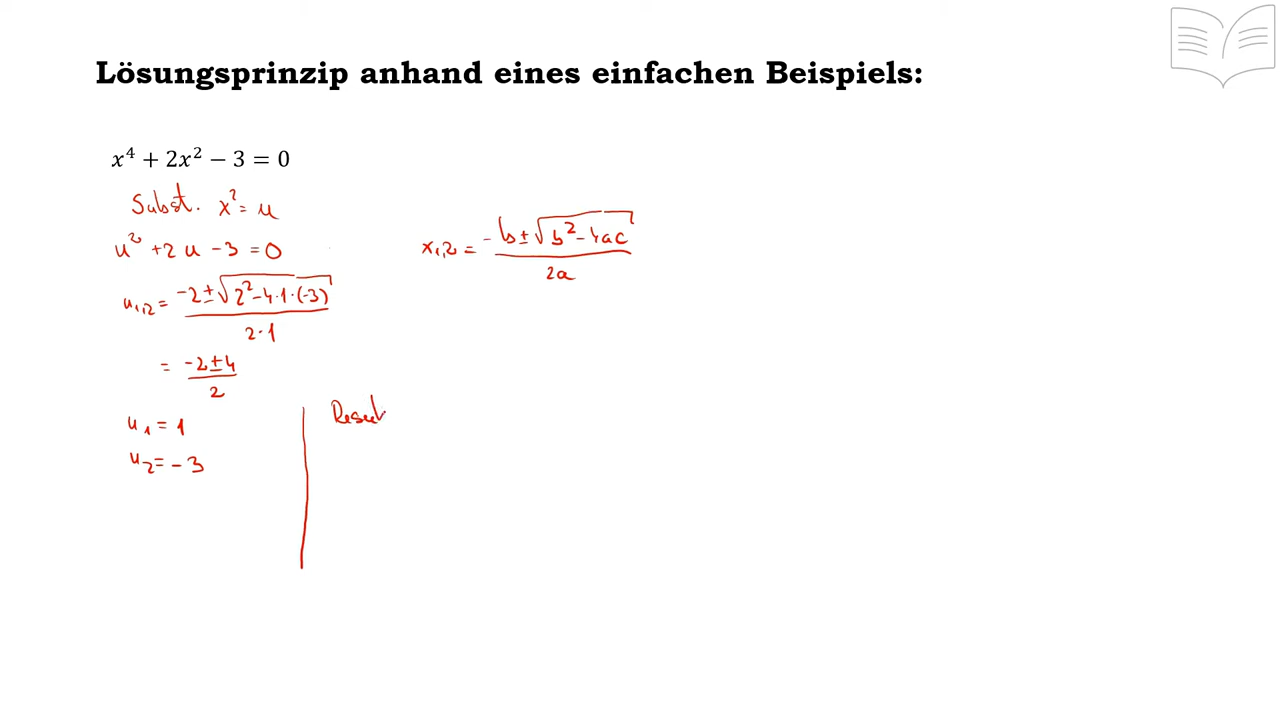 Lösungsprinzip anhand eines einfachen Beispiels:
x⁴ + 2x² − 3 = 0
Subst. x² = u
u² + 2u − 3 = 0
x₁,₂ = (−b ± √(b² − 4ac)) / 2a
u₁,₂ = (−2 ± √(2² − 4·1·(−3))) / 2·1
= (−2 ± 4) / 2
u₁ = 1
u₂ = −3